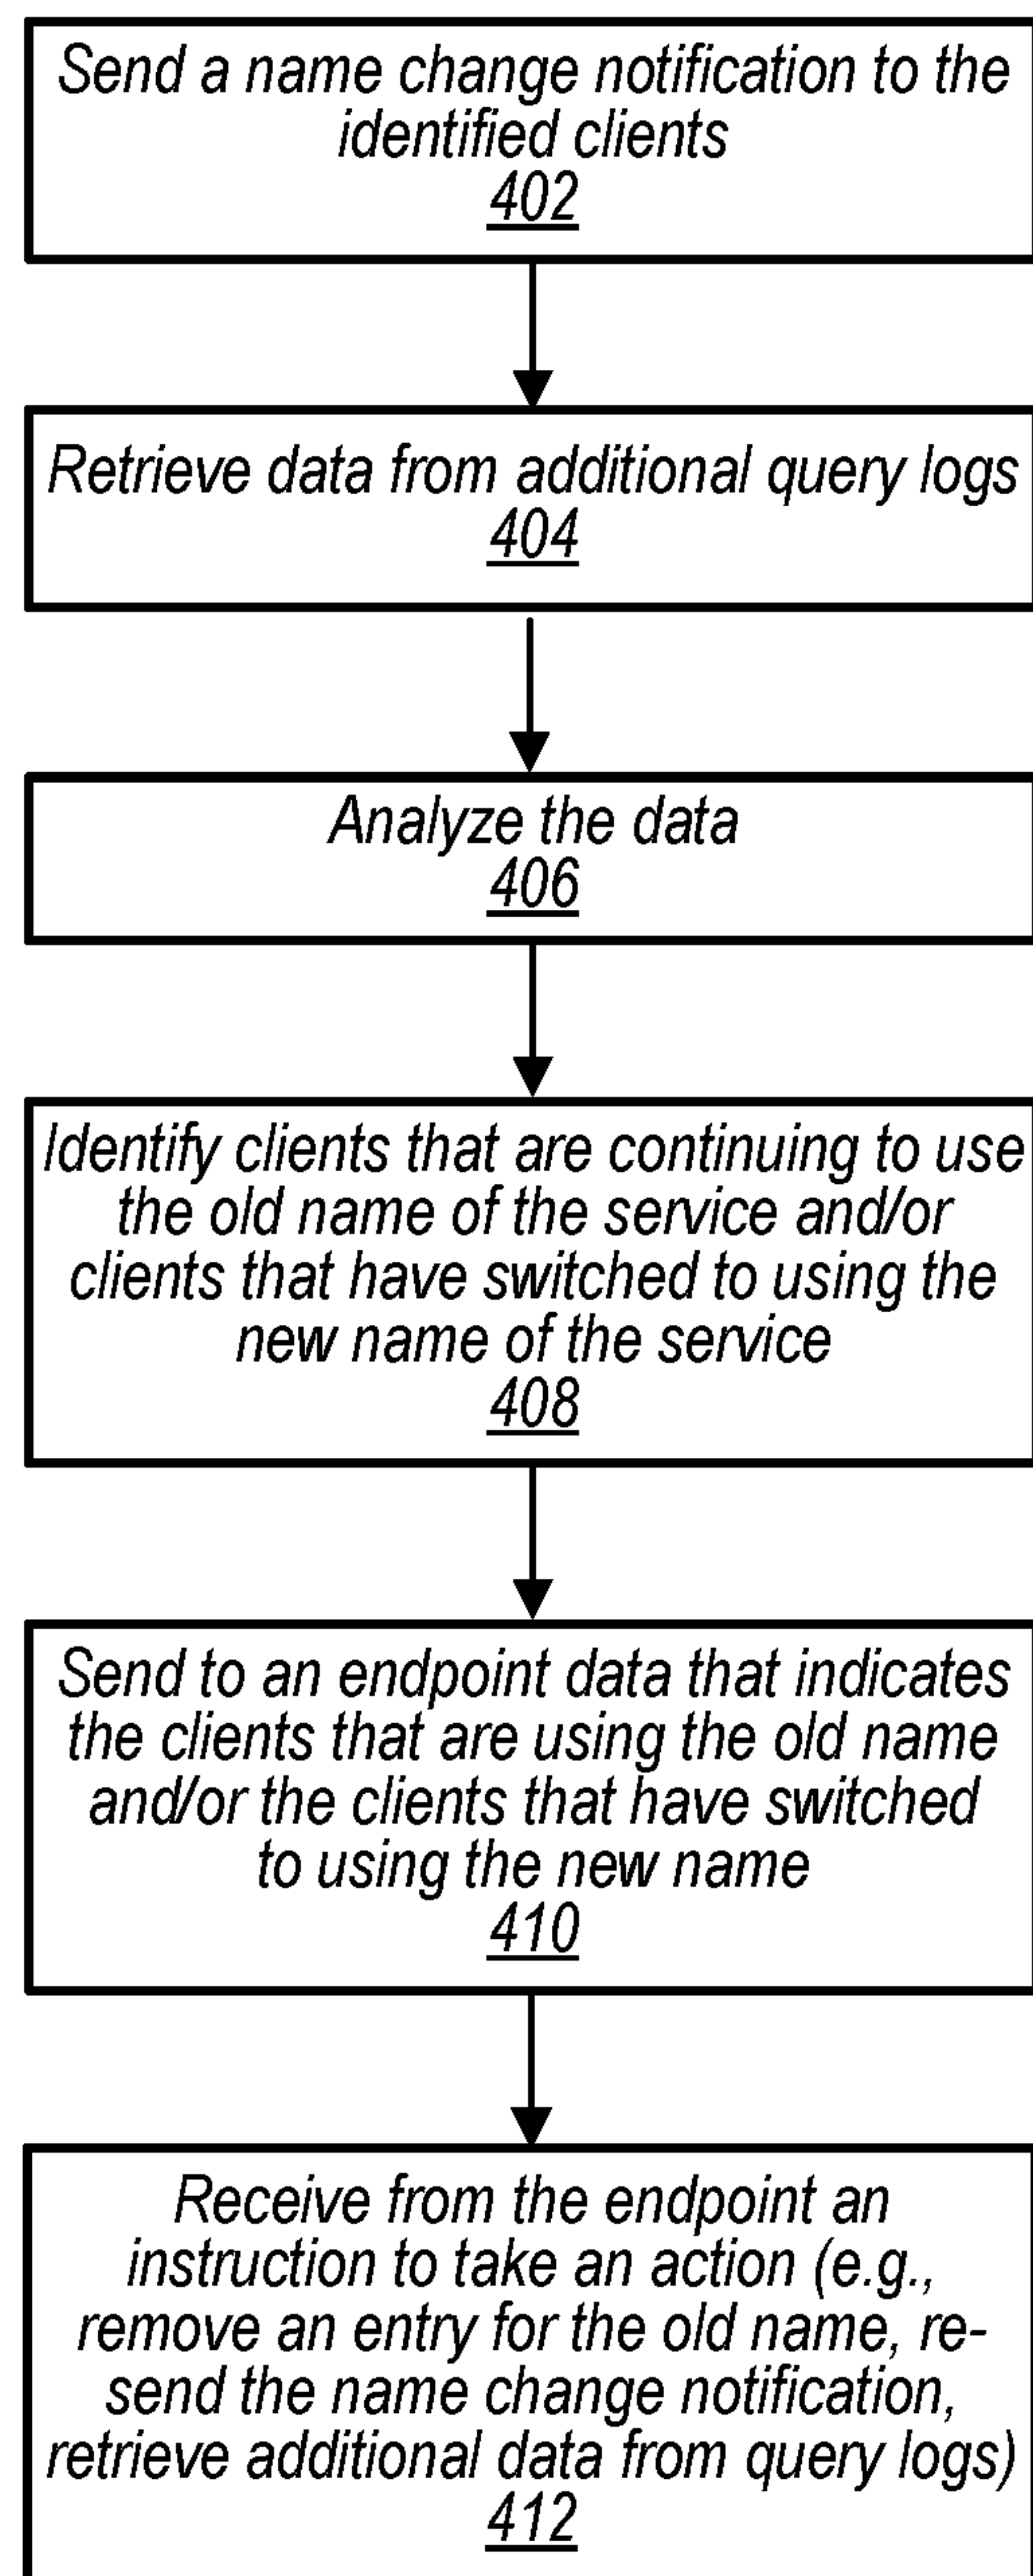 Send a name change notification to the
identified clients
402
Retrieve data from additional query logs
404
Analyze the data
406
Identify clients that are continuing to use
the old name of the service and/or
clients that have switched to using the
new name of the service
408
Send to an endpoint data that indicates
the clients that are using the old name
and/or the clients that have switched
to using the new name
410
Receive from the endpoint an
instruction to take an action (e.g.,
remove an entry for the old name, re-
send the name change notification,
retrieve additional data from query logs)
412